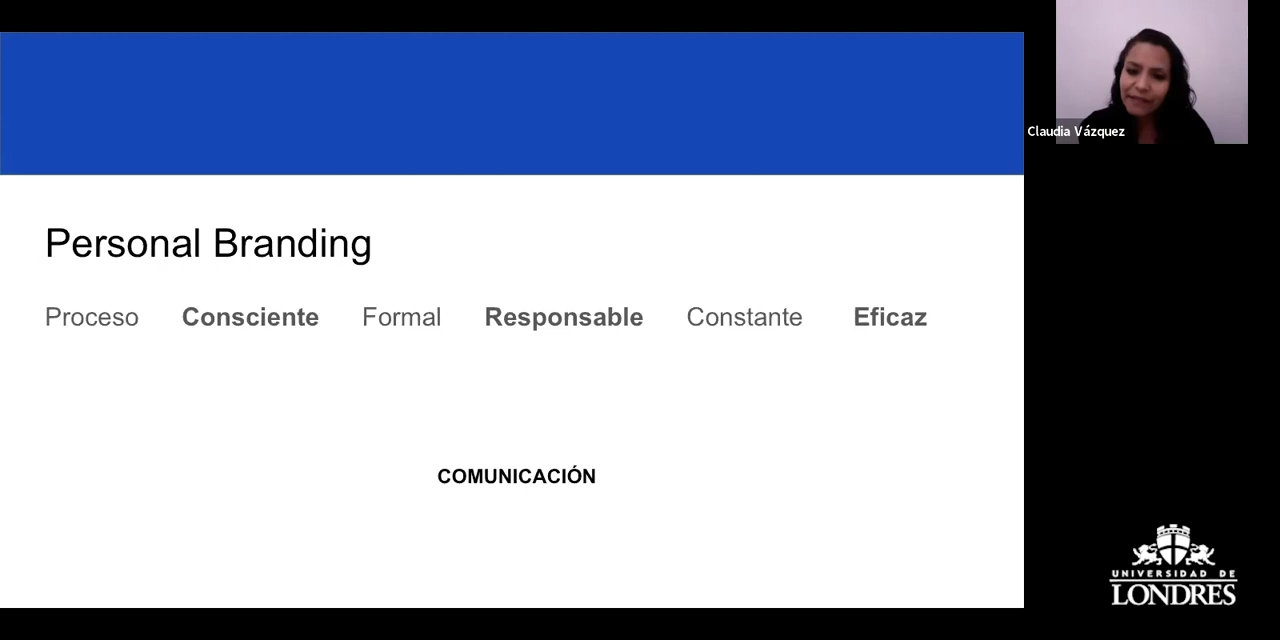 Personal Branding
Proceso Consciente Formal Responsable Constante Eficaz
COMUNICACIÓN
Claudia Vázquez
UNIVERSIDAD DE
LONDRES